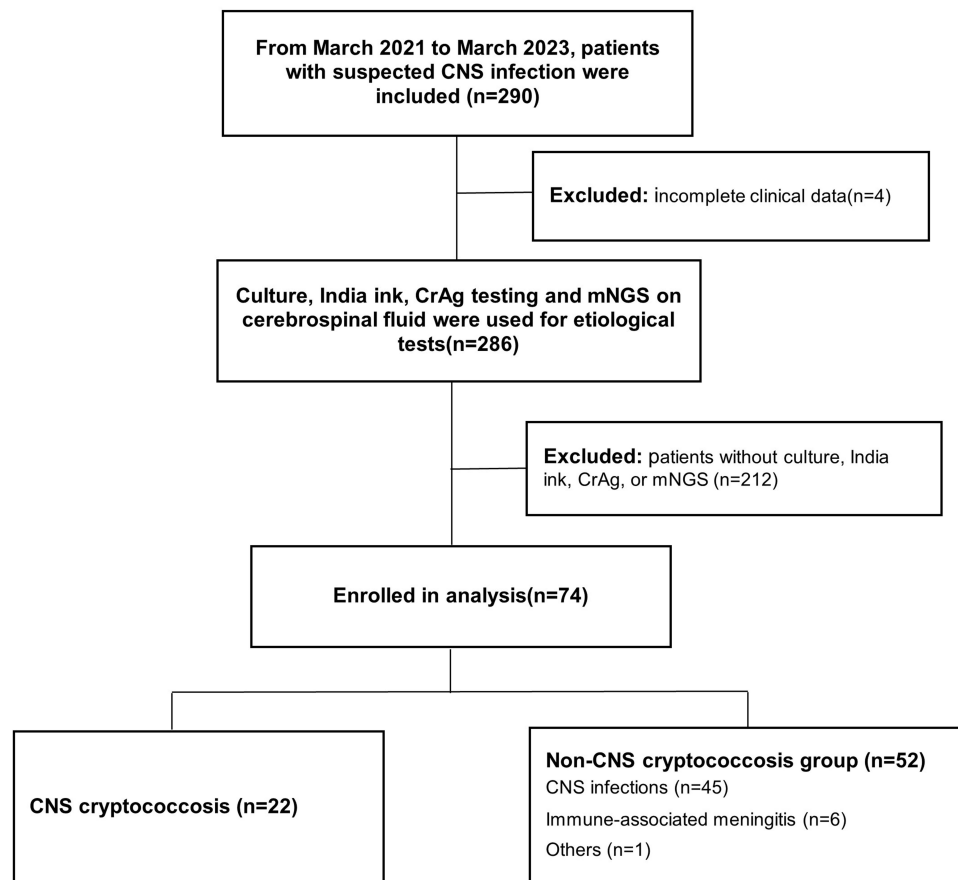 From March 2021 to March 2023, patients
with suspected CNS infection were
included (n=290)
Excluded: incomplete clinical data(n=4)
Culture, India ink, CrAg testing and mNGS on
cerebrospinal fluid were used for etiological
tests(n=286)
Excluded: patients without culture, India
ink, CrAg, or mNGS (n=212)
Enrolled in analysis(n=74)
CNS cryptococcosis (n=22)
Non-CNS cryptococcosis group (n=52)
CNS infections (n=45)
Immune-associated meningitis (n=6)
Others (n=1)